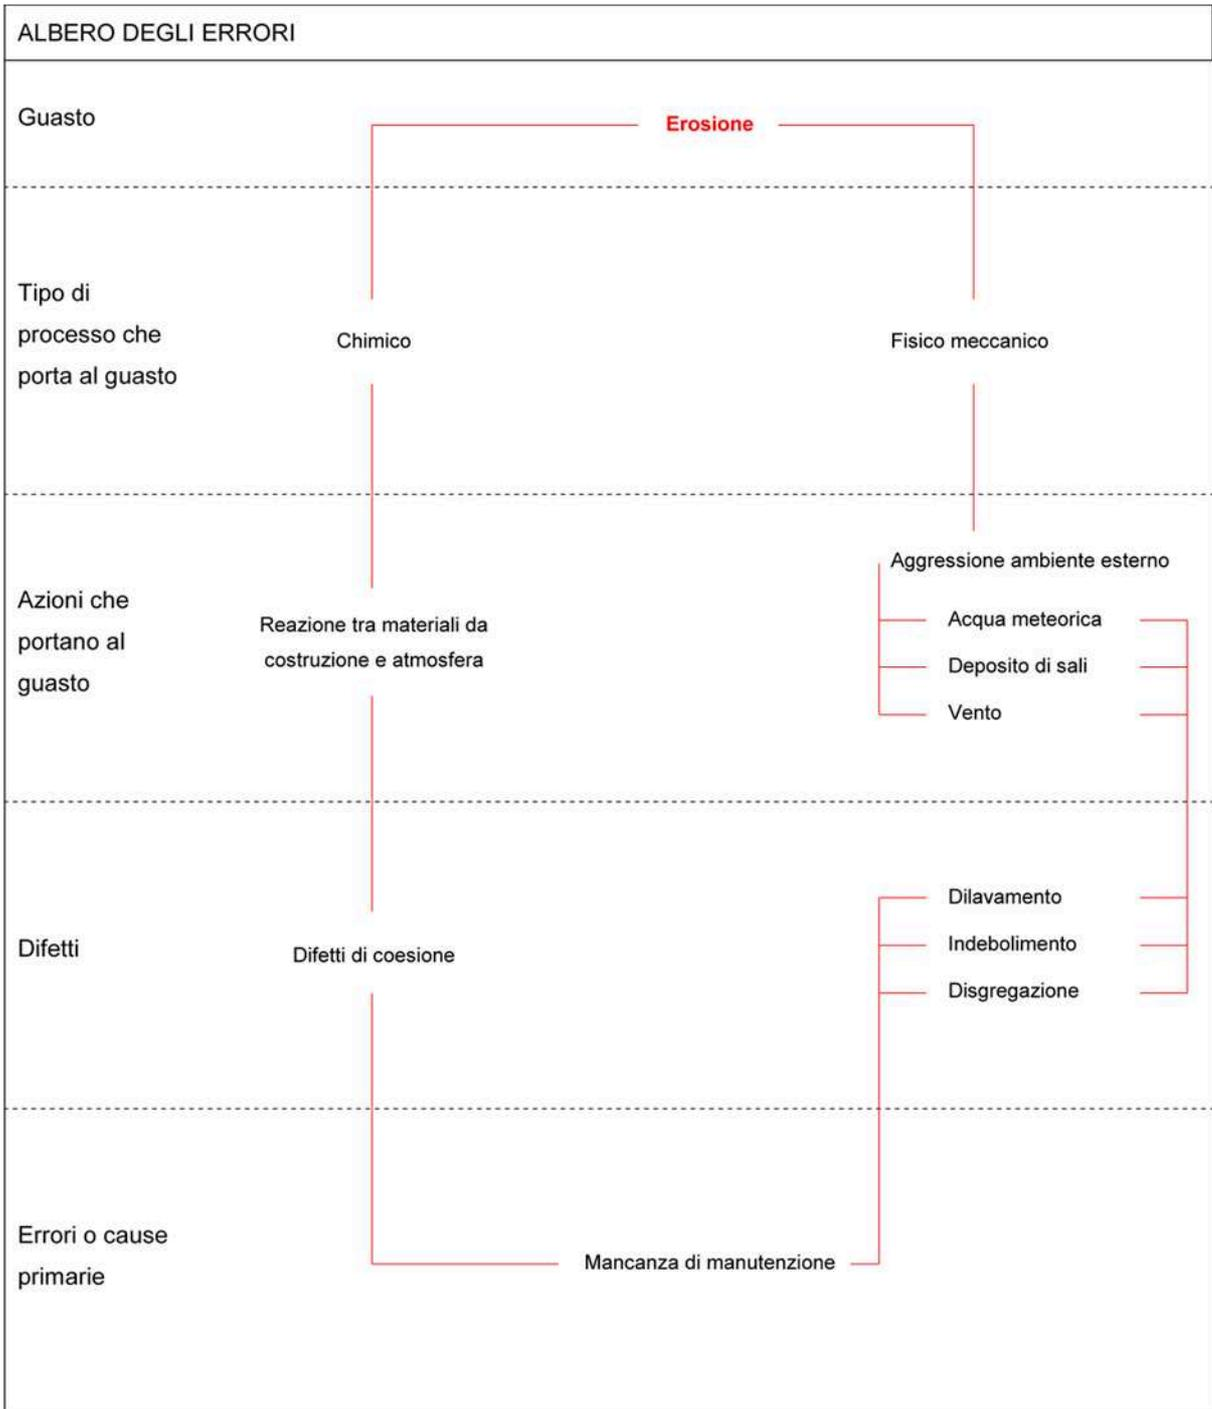 ALBERO DEGLI ERRORI
Guasto
Erosione
Tipo di
processo che
porta al guasto
Chimico
Fisico meccanico
Azioni che
portano al
guasto
Reazione tra materiali da
costruzione e atmosfera
Aggressione ambiente esterno
Acqua meteorica
Deposito di sali
Vento
Difetti
Difetti di coesione
Dilavamento
Indebolimento
Disgregazione
Errori o cause
primarie
Mancanza di manutenzione